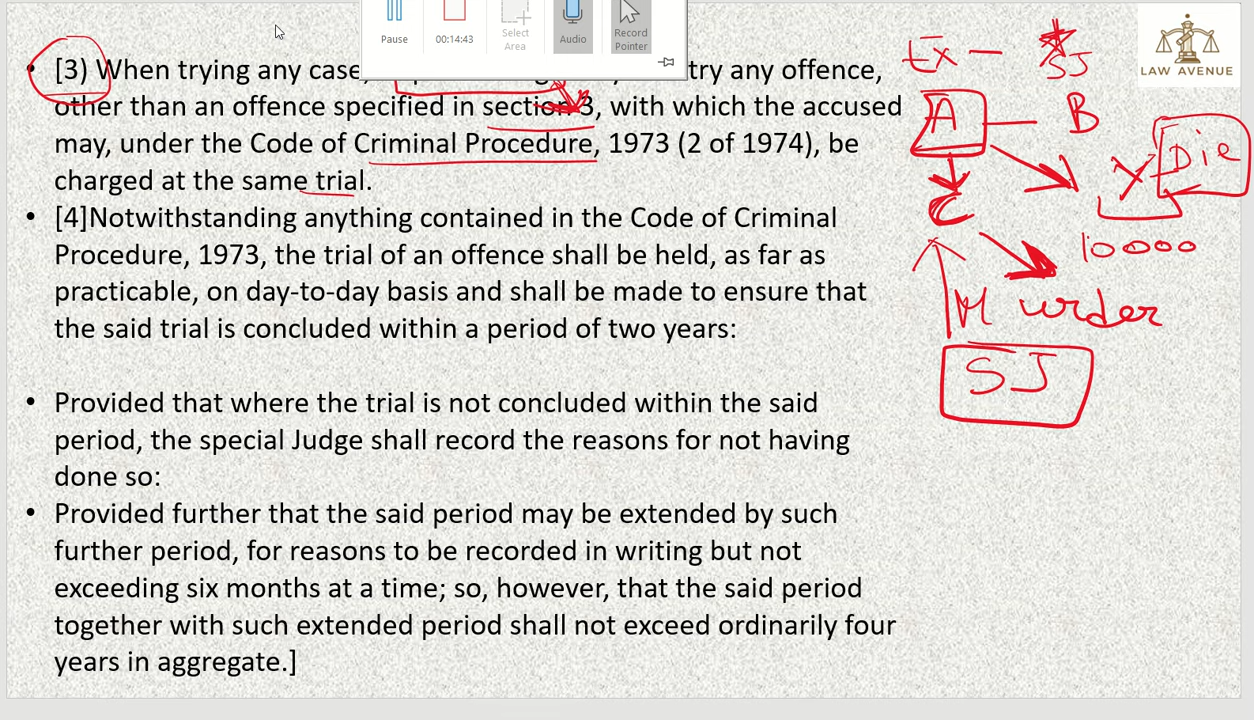 Pause
00:14:43
Select
Area
Audio
Record
Pointer
LAW AVENUE
• [3) When trying any case, try any offence,
other than an offence specified in section 3, with which the accused
may, under the Code of Criminal Procedure, 1973 (2 of 1974), be
charged at the same trial.
• [4]Notwithstanding anything contained in the Code of Criminal
Procedure, 1973, the trial of an offence shall be held, as far as
practicable, on day-to-day basis and shall be made to ensure that
the said trial is concluded within a period of two years:
• Provided that where the trial is not concluded within the said
period, the special Judge shall record the reasons for not having
done so:
• Provided further that the said period may be extended by such
further period, for reasons to be recorded in writing but not
exceeding six months at a time; so, however, that the said period
together with such extended period shall not exceed ordinarily four
years in aggregate.]
Ex — SJ
A — B
Die
C
10000
Murder
SJ